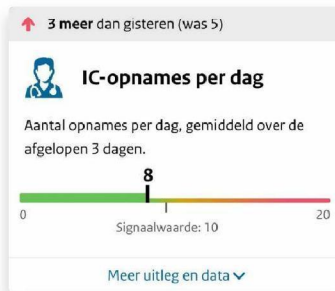 3 meer dan gisteren (was 5)
IC-opnames per dag
Aantal opnames per dag, gemiddeld over de
afgelopen 3 dagen.
8
0
20
Signaalwaarde: 10
Meer uitleg en data